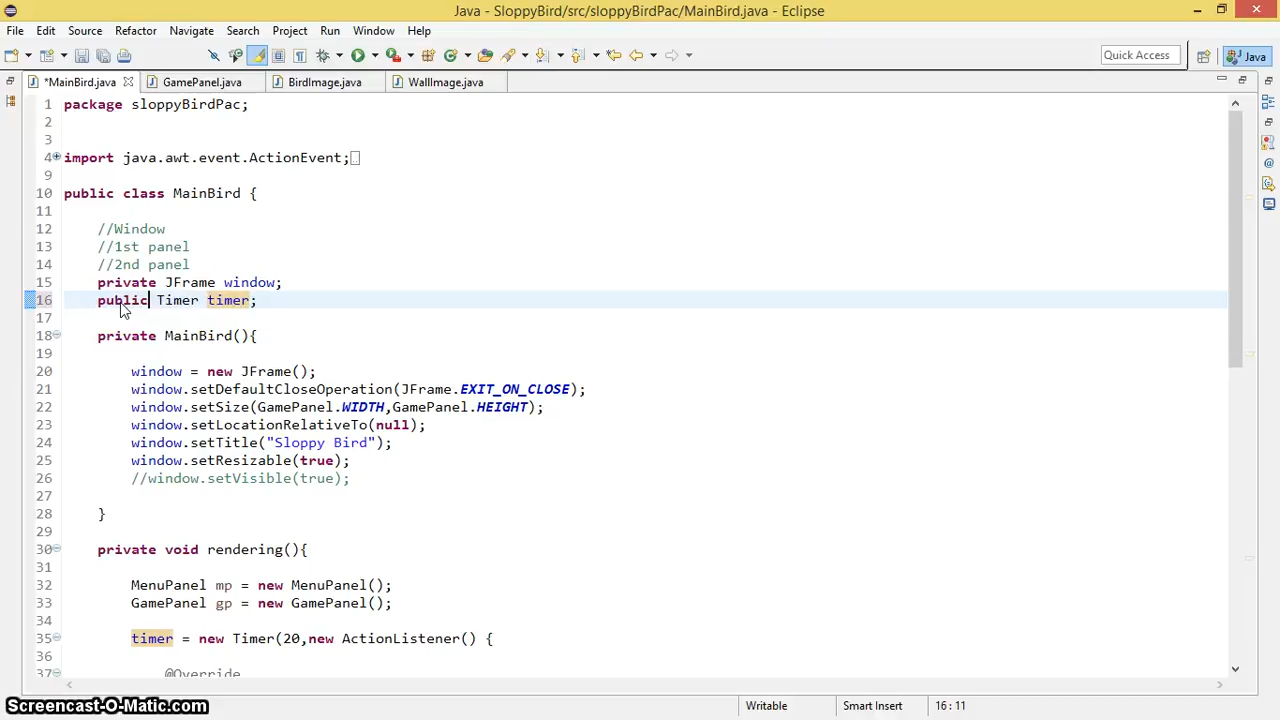 Java - SloppyBird/src/sloppyBirdPac/MainBird.java - Eclipse
File Edit Source Refactor Navigate Search Project Run Window Help
Quick Access
Java
*MainBird.java
GamePanel.java
BirdImage.java
WallImage.java
1 package sloppyBirdPac;
2
3
4 import java.awt.event.ActionEvent;
9
10 public class MainBird {
11
12 //Window
13 //1st panel
14 //2nd panel
15 private JFrame window;
16 public Timer timer;
17
18 private MainBird(){
19
20 window = new JFrame();
21 window.setDefaultCloseOperation(JFrame.EXIT_ON_CLOSE);
22 window.setSize(GamePanel.WIDTH,GamePanel.HEIGHT);
23 window.setLocationRelativeTo(null);
24 window.setTitle("Sloppy Bird");
25 window.setResizable(true);
26 //window.setVisible(true);
27
28 }
29
30 private void rendering(){
31
32 MenuPanel mp = new MenuPanel();
33 GamePanel gp = new GamePanel();
34
35 timer = new Timer(20,new ActionListener() {
36
37 @Override
Screencast-O-Matic.com
Writable
Smart Insert
16 : 11